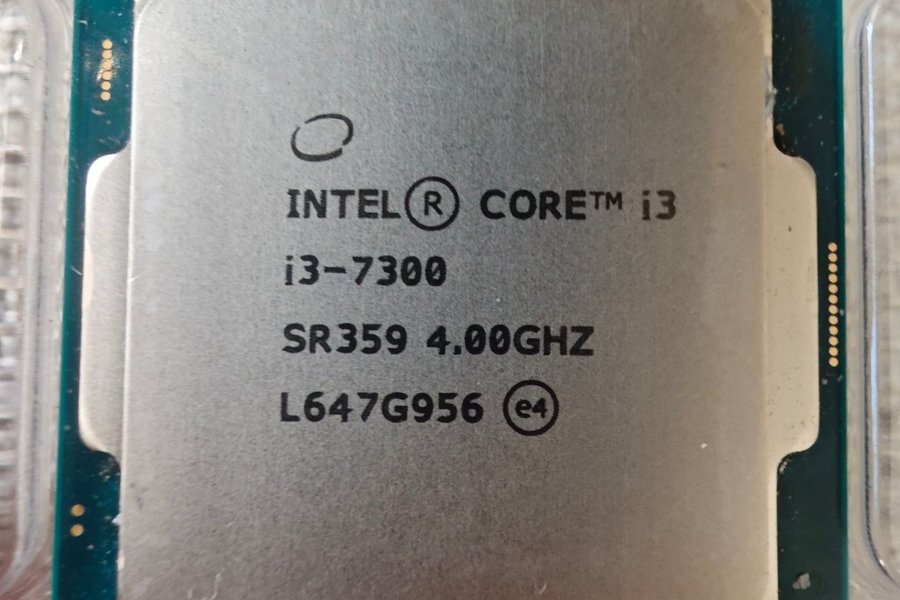 INTEL® CORE™ i3
i3-7300
SR359 4.00GHZ
L647G956 e4